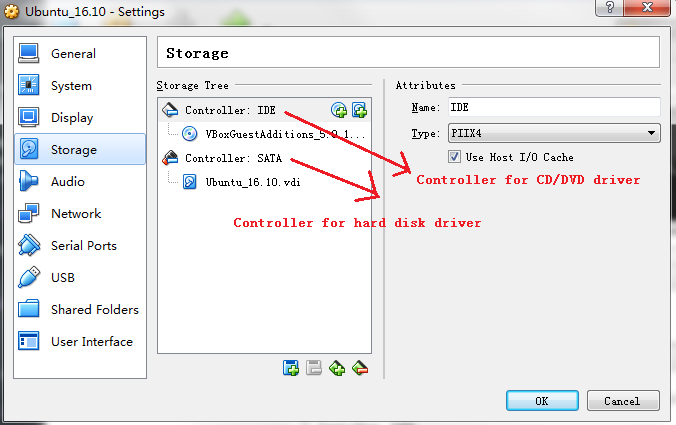 Ubuntu_16.10 - Settings
General
System
Display
Storage
Audio
Network
Serial Ports
USB
Shared Folders
User Interface
Storage
Storage Tree
Controller: IDE
VBoxGuestAdditions_5.0_1...
Controller: SATA
Ubuntu_16.10.vdi
Attributes
Name: IDE
Type: PIIX4
Use Host I/O Cache
Controller for CD/DVD driver
Controller for hard disk driver
OK
Cancel